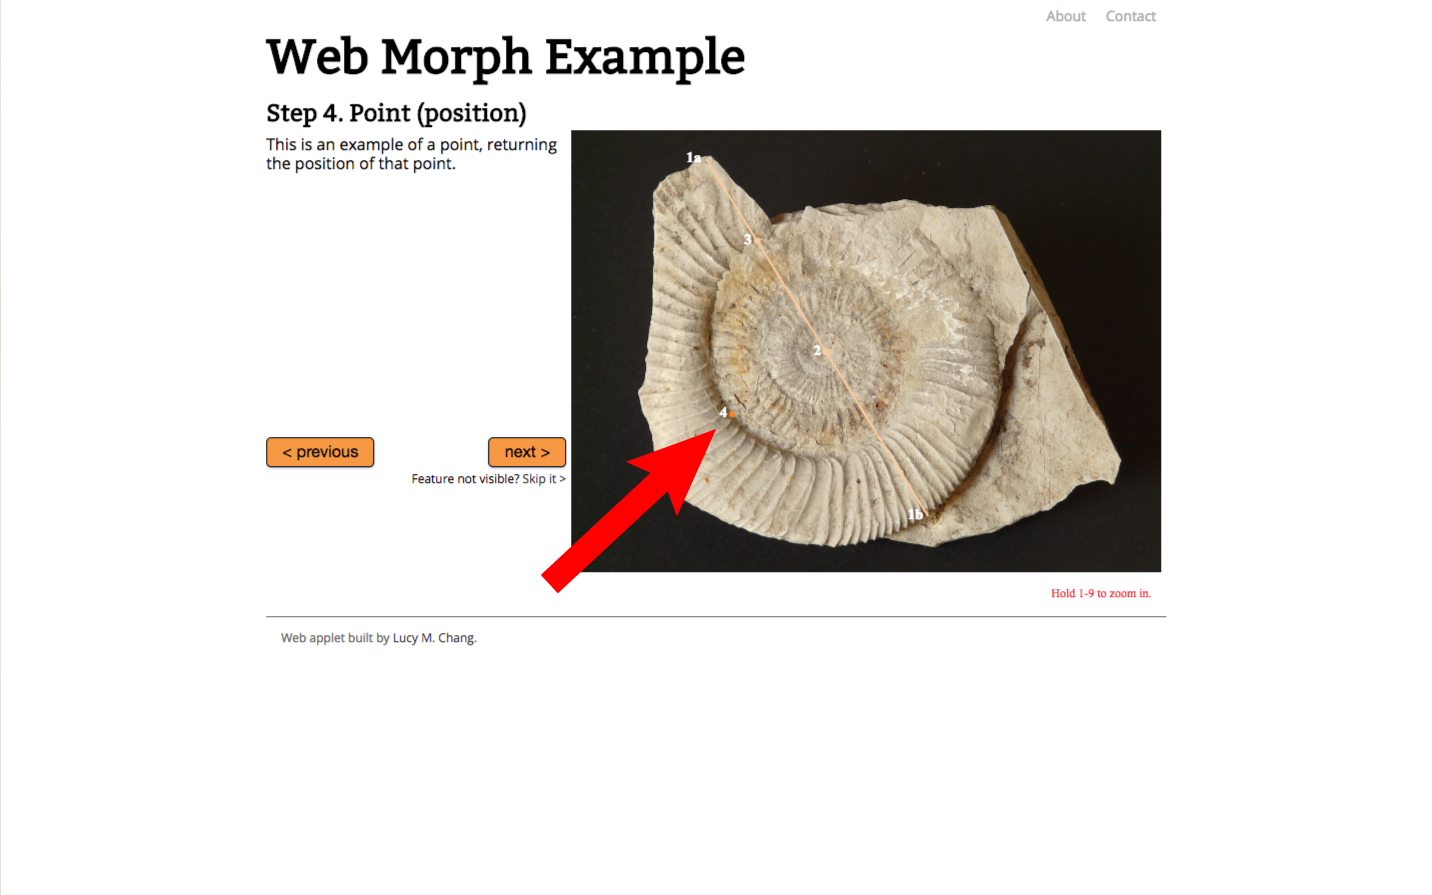 About Contact
Web Morph Example
Step 4. Point (position)
This is an example of a point, returning
the position of that point.
1a
3
2
4
1b
< previous
next >
Feature not visible? Skip it >
Hold 1-9 to zoom in.
Web applet built by Lucy M. Chang.